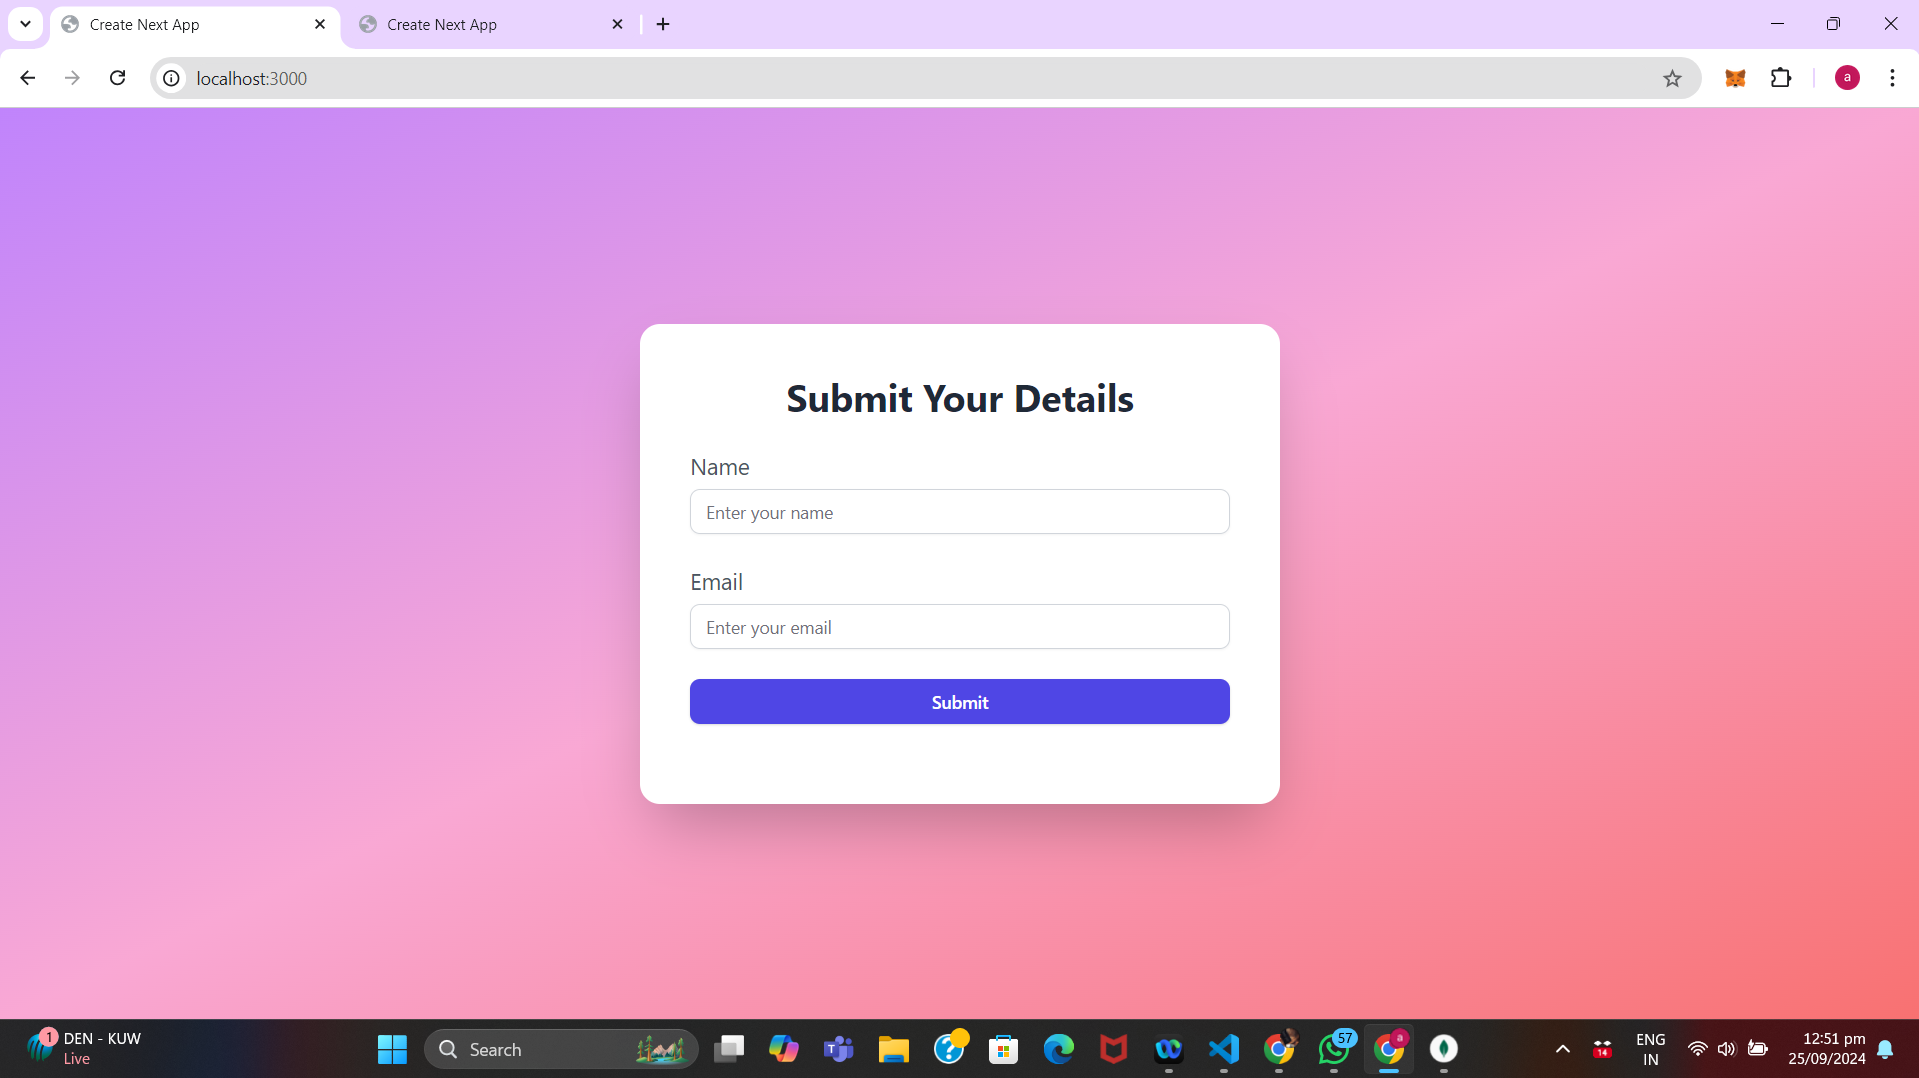 Create Next App
Create Next App
localhost:3000
a
Submit Your Details
Name
Enter your name
Email
Enter your email
Submit
1
DEN - KUW
Live
Search
T
57
a
14
ENG
IN
12:51 pm
25/09/2024